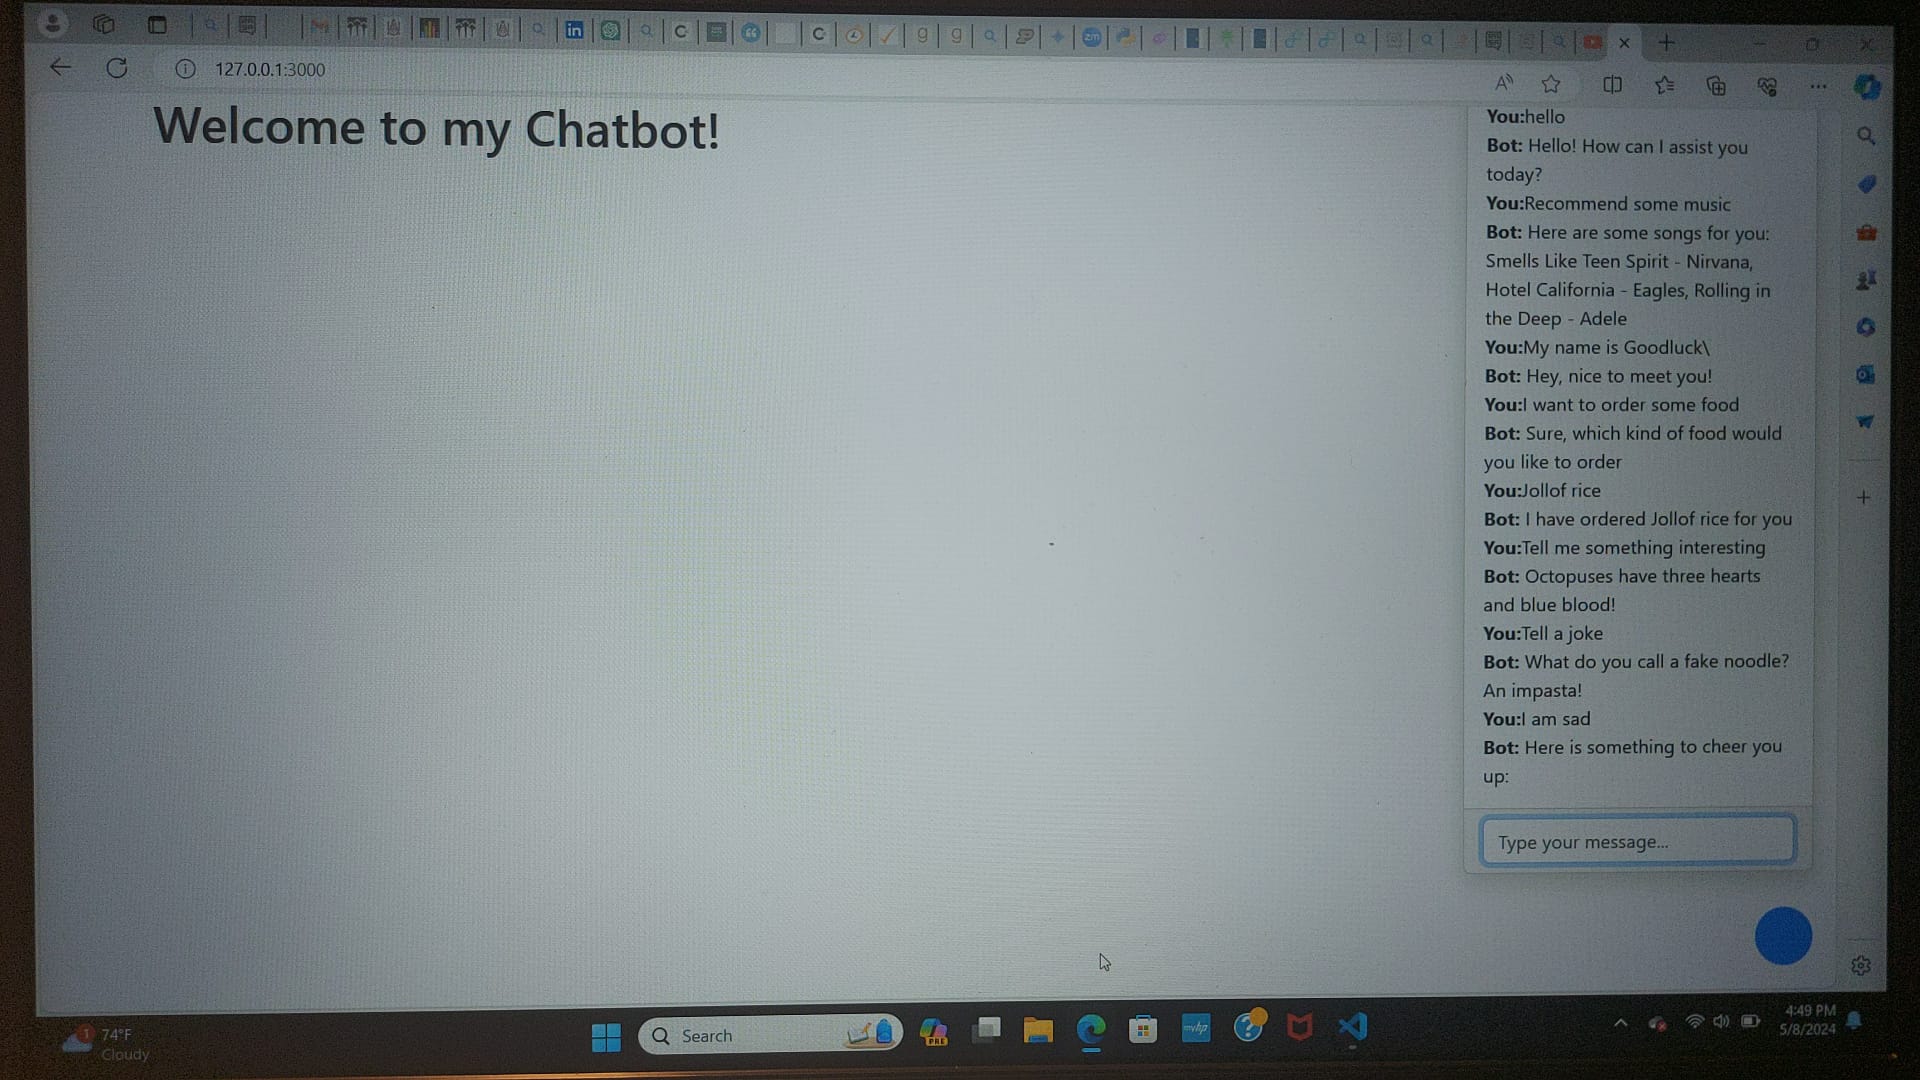 127.0.0.1:3000
Welcome to my Chatbot!
You:hello
Bot: Hello! How can I assist you
today?
You:Recommend some music
Bot: Here are some songs for you:
Smells Like Teen Spirit - Nirvana,
Hotel California - Eagles, Rolling in
the Deep - Adele
You:My name is Goodluck\
Bot: Hey, nice to meet you!
You:I want to order some food
Bot: Sure, which kind of food would
you like to order
You:Jollof rice
Bot: I have ordered Jollof rice for you
You:Tell me something interesting
Bot: Octopuses have three hearts
and blue blood!
You:Tell a joke
Bot: What do you call a fake noodle?
An impasta!
You:I am sad
Bot: Here is something to cheer you
up:
Type your message...
1
74°F
Cloudy
Search
PRE
myhp
4:49 PM
5/8/2024